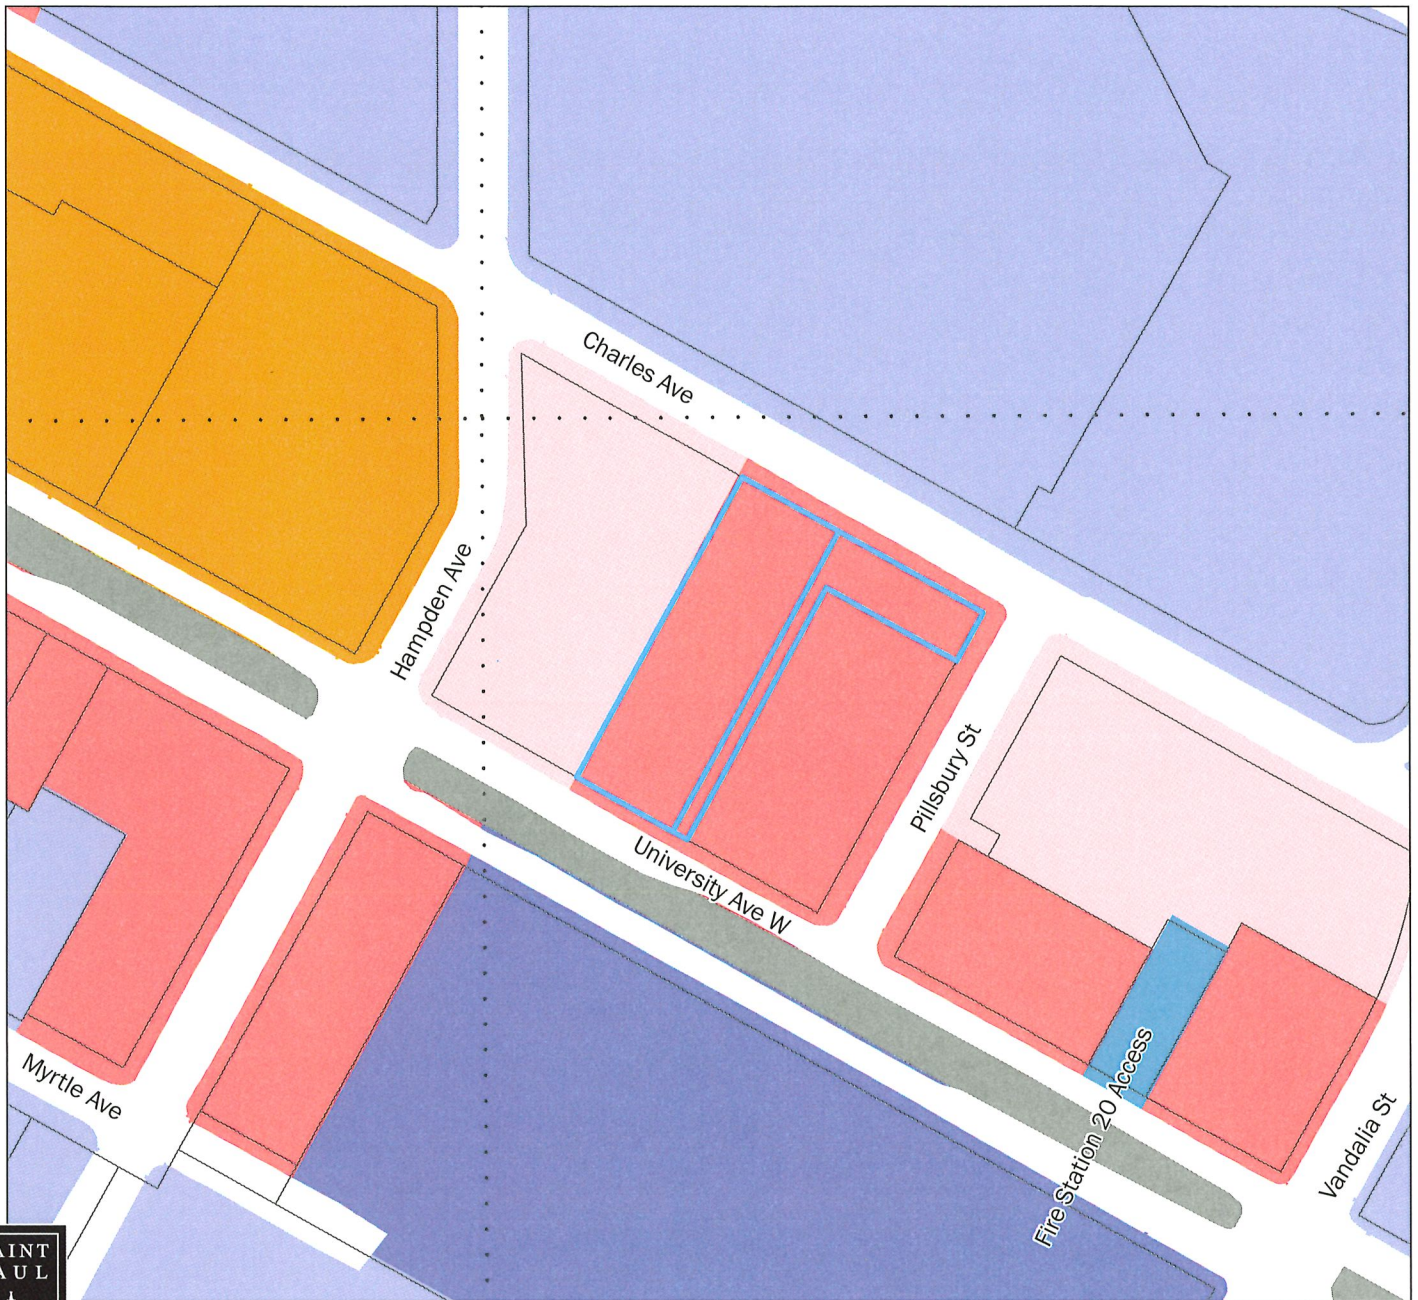 Charles Ave
Hampden Ave
Pillsbury St
University Ave W
Fire Station 20 Access
Myrtle Ave
Vandalia St
AINT
AUL